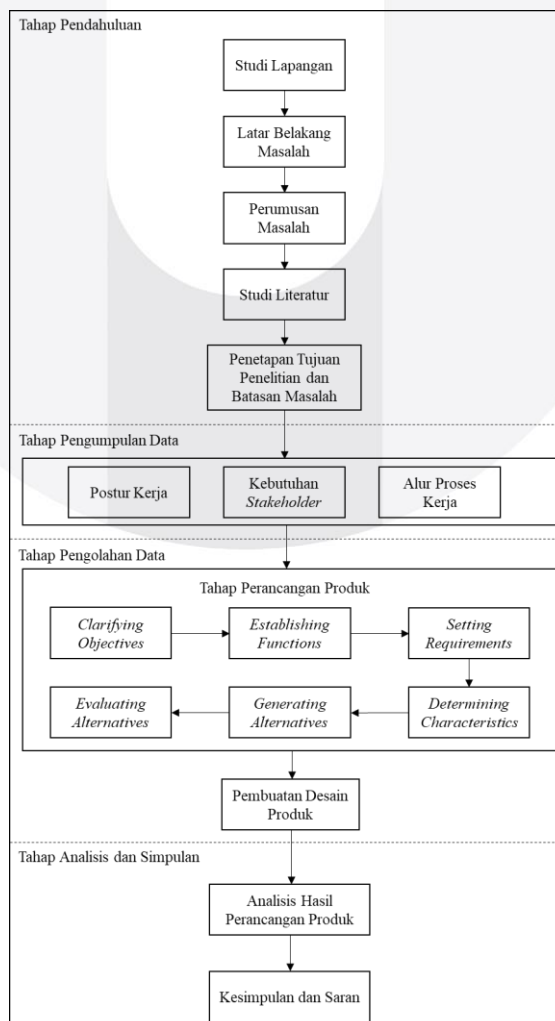 Tahap Pendahuluan
Studi Lapangan
Latar Belakang
Masalah
Perumusan
Masalah
Studi Literatur
Penetapan Tujuan
Penelitian dan
Batasan Masalah
Tahap Pengumpulan Data
Postur Kerja
Kebutuhan
Stakeholder
Alur Proses
Kerja
Tahap Pengolahan Data
Tahap Perancangan Produk
Clarifying
Objectives
Establishing
Functions
Setting
Requirements
Evaluating
Alternatives
Generating
Alternatives
Determining
Characteristics
Pembuatan Desain
Produk
Tahap Analisis dan Simpulan
Analisis Hasil
Perancangan Produk
Kesimpulan dan Saran